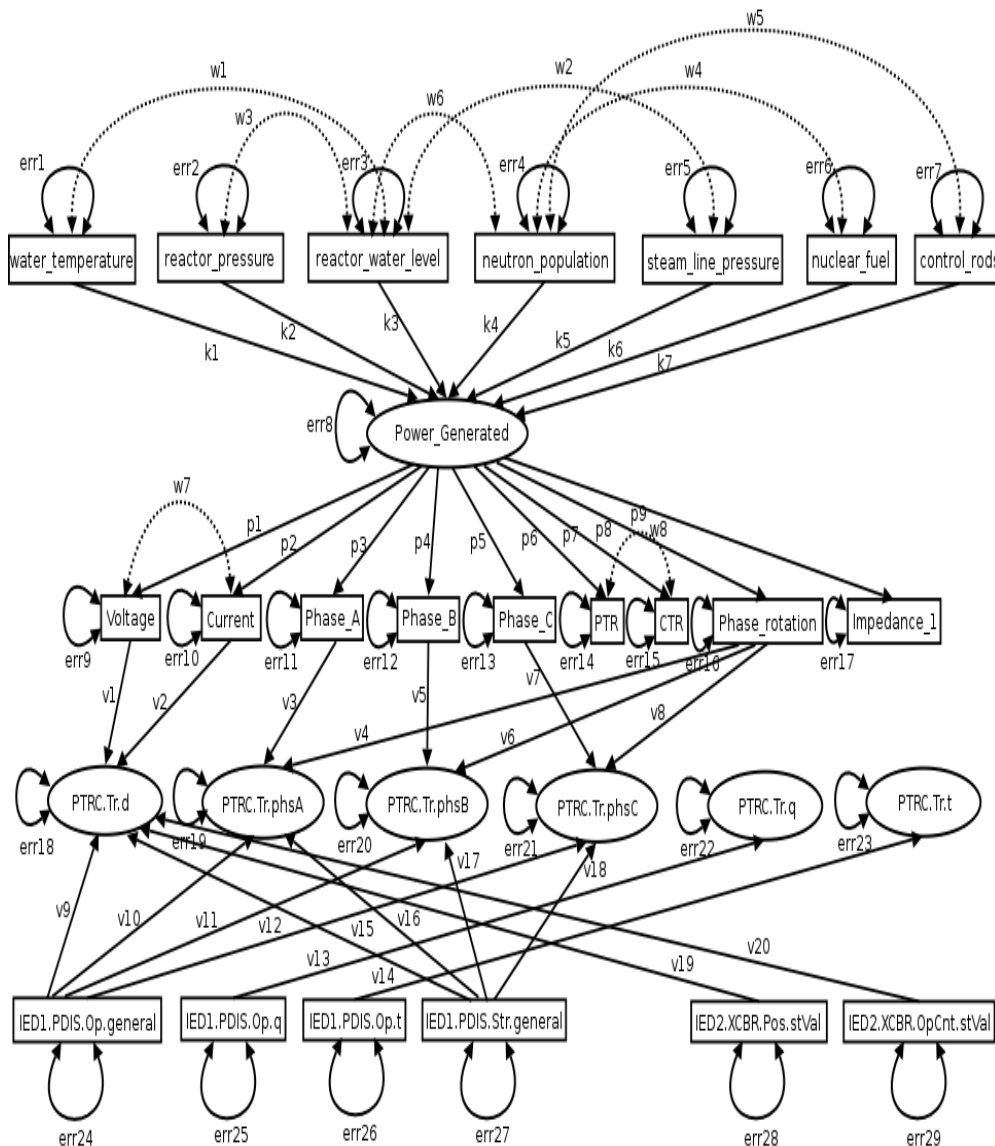 w5
w1
w2
w4
w6
w3
err1
err2
err3
err4
err5
err6
err7
water_temperature
reactor_pressure
reactor_water_level
neutron_population
steam_line_pressure
nuclear_fuel
control_rods
k1
k2
k3
k4
k5
k6
k7
err8
Power_Generated
w7
p1
p2
p3
p4
p5
p6
p7
p8
w8
p9
Voltage
Current
Phase_A
Phase_B
Phase_C
PTR
CTR
Phase_rotation
Impedance_1
err9
err10
err11
err12
err13
err14
err15
err16
err17
v1
v2
v3
v4
v5
v6
v7
v8
PTRC.Tr.d
PTRC.Tr.phsA
PTRC.Tr.phsB
PTRC.Tr.phsC
PTRC.Tr.q
PTRC.Tr.t
err18
err19
err20
err21
err22
err23
v9
v10
v11
v12
v15
v16
v17
v18
v13
v14
v19
v20
IED1.PDIS.Op.general
IED1.PDIS.Op.q
IED1.PDIS.Op.t
IED1.PDIS.Str.general
IED2.XCBR.Pos.stVal
IED2.XCBR.OpCnt.stVal
err24
err25
err26
err27
err28
err29